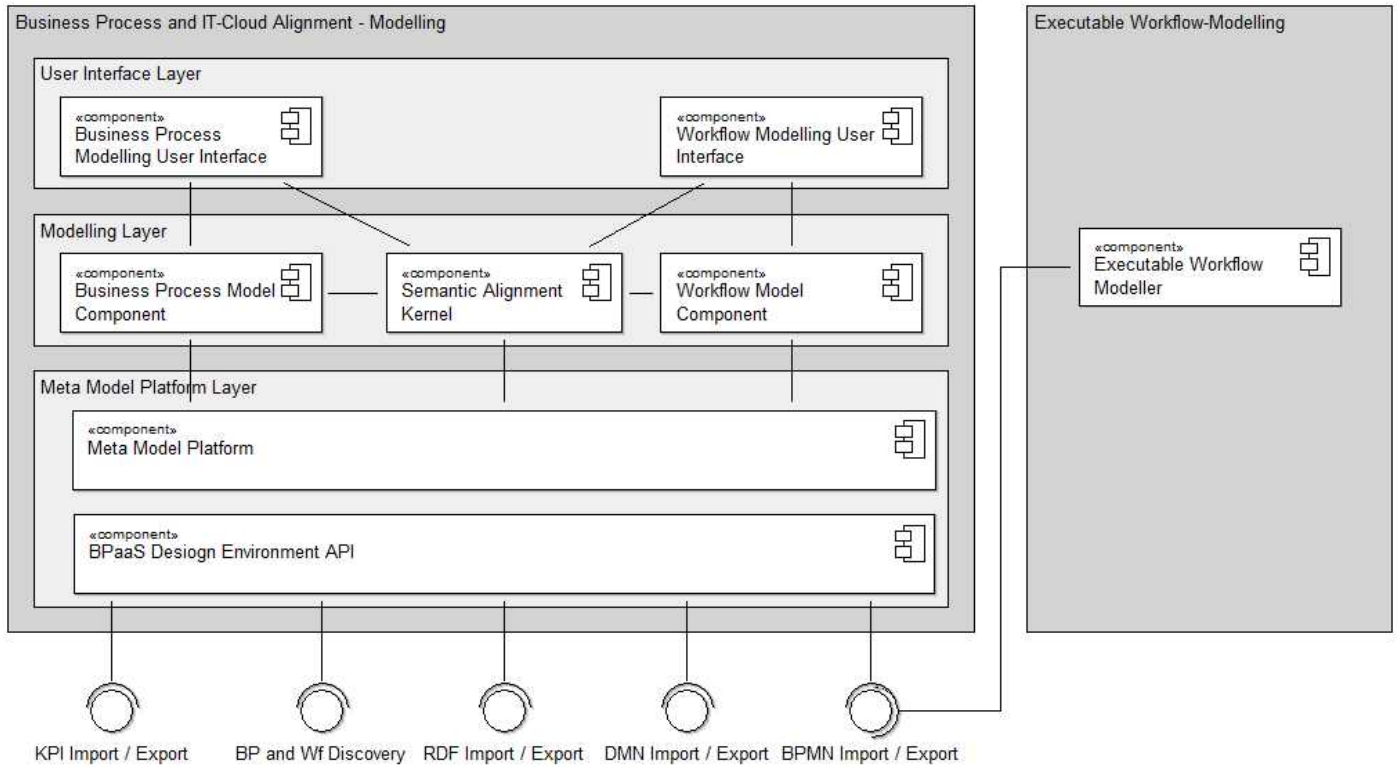 Business Process and IT-Cloud Alignment - Modelling
Executable Workflow-Modelling
User Interface Layer
«component»
Business Process
Modelling User Interface
«component»
Workflow Modelling User
Interface
Modelling Layer
«component»
Business Process Model
Component
«component»
Semantic Alignment
Kernel
«component»
Workflow Model
Component
«component»
Executable Workflow
Modeller
Meta Model Platform Layer
«component»
Meta Model Platform
«component»
BPaaS Desiogn Environment API
KPI Import / Export
BP and Wf Discovery
RDF Import / Export
DMN Import / Export
BPMN Import / Export